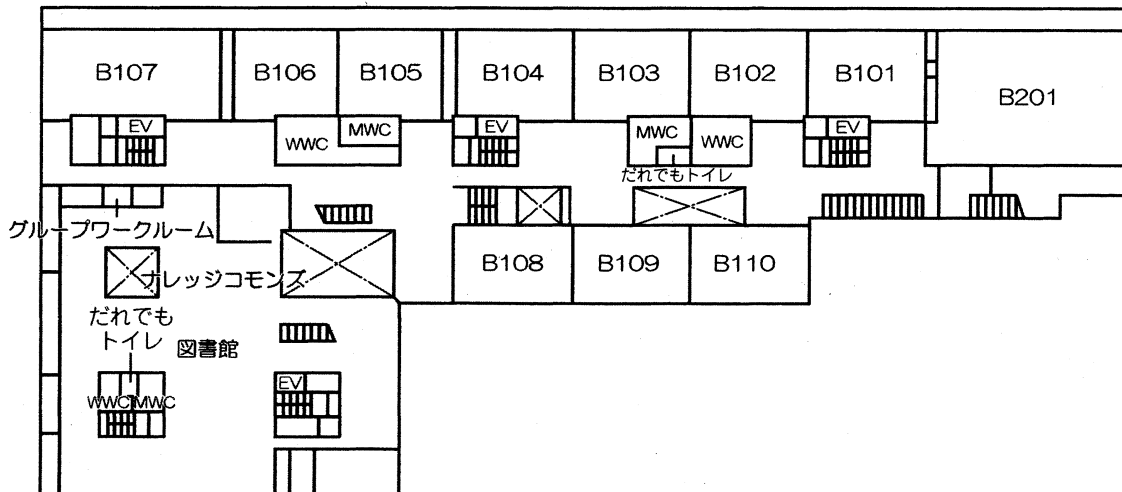 B107
B106
B105
B104
B103
B102
B101
B201
EV
WWC
MWC
EV
MWC
WWC
EV
だれでもトイレ
グループワークルーム
B108
B109
B110
ナレッジコモンズ
だれでも
トイレ
図書館
EV
WWC
MWC